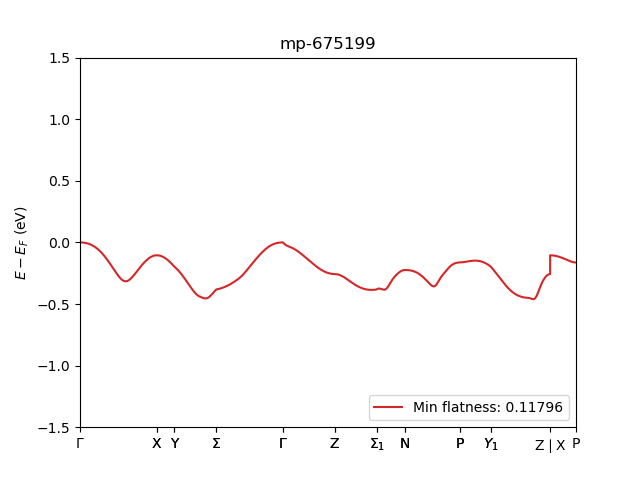 mp-675199
E − E_F (eV)
1.5
1.0
0.5
0.0
−0.5
−1.0
−1.5
Min flatness: 0.11796
Γ X Y Σ Γ Z Σ₁ N P Y₁ Z | X P